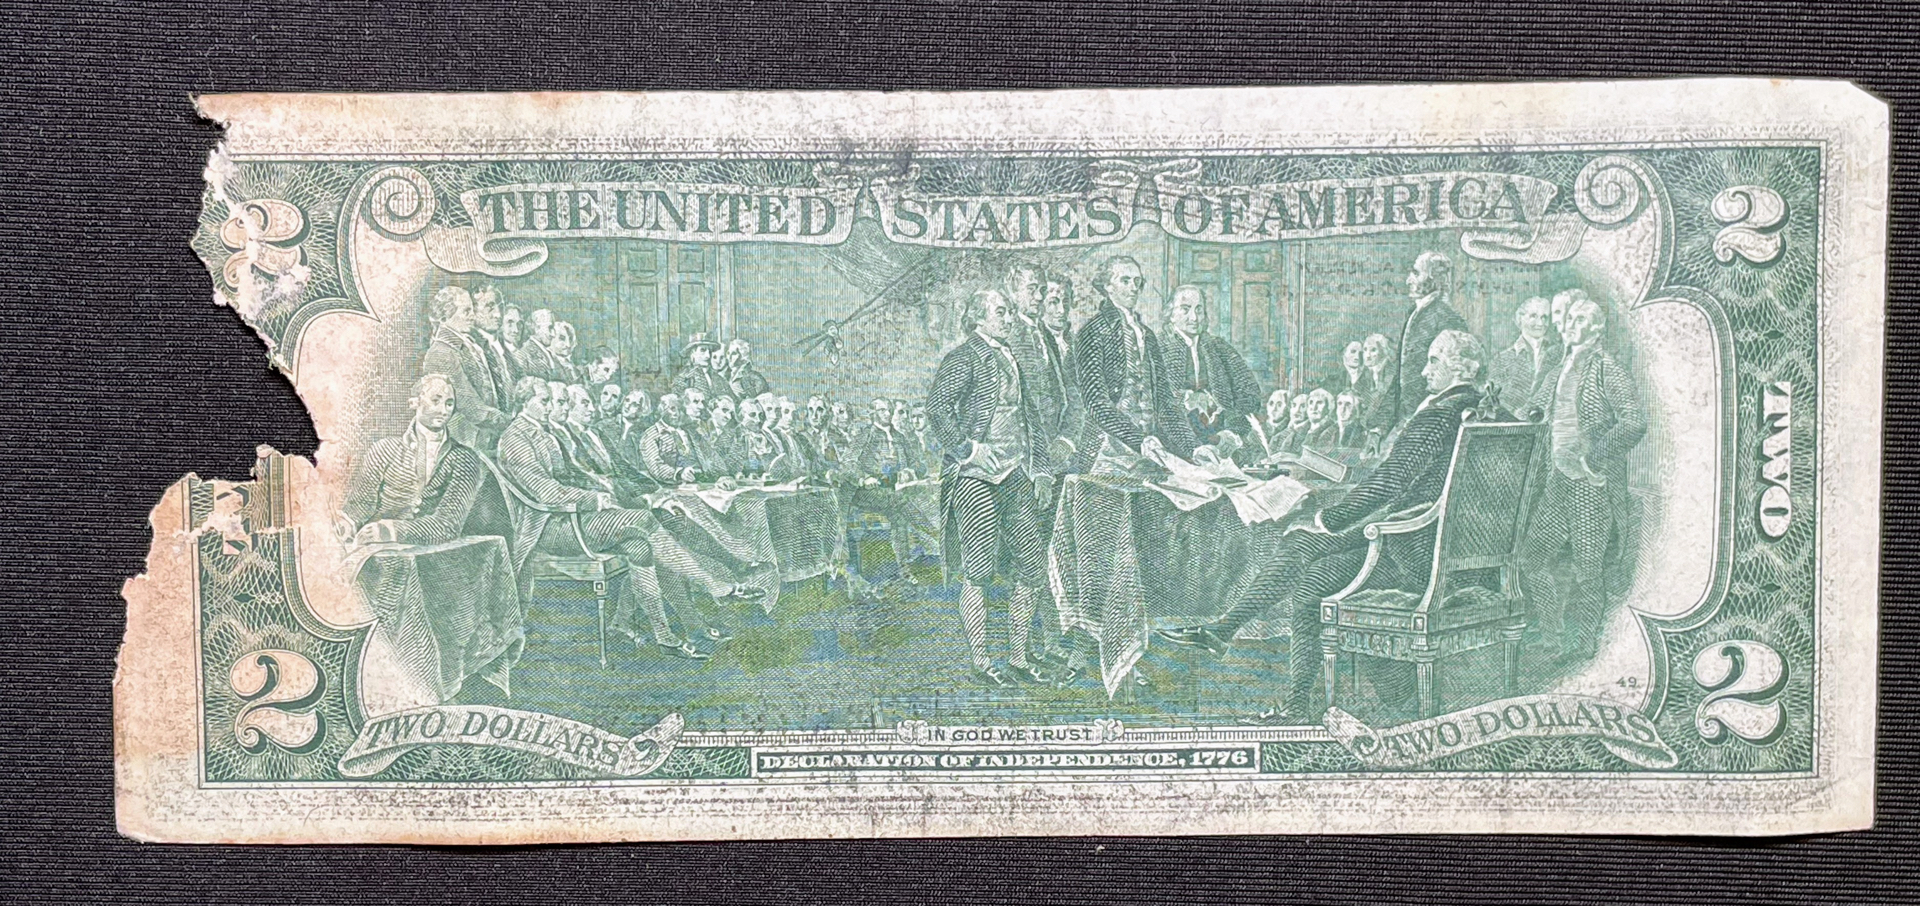 THE UNITED STATES OF AMERICA
2
2
TWO
49
2
2
TWO DOLLARS
TWO DOLLARS
IN GOD WE TRUST
DECLARATION OF INDEPENDENCE, 1776